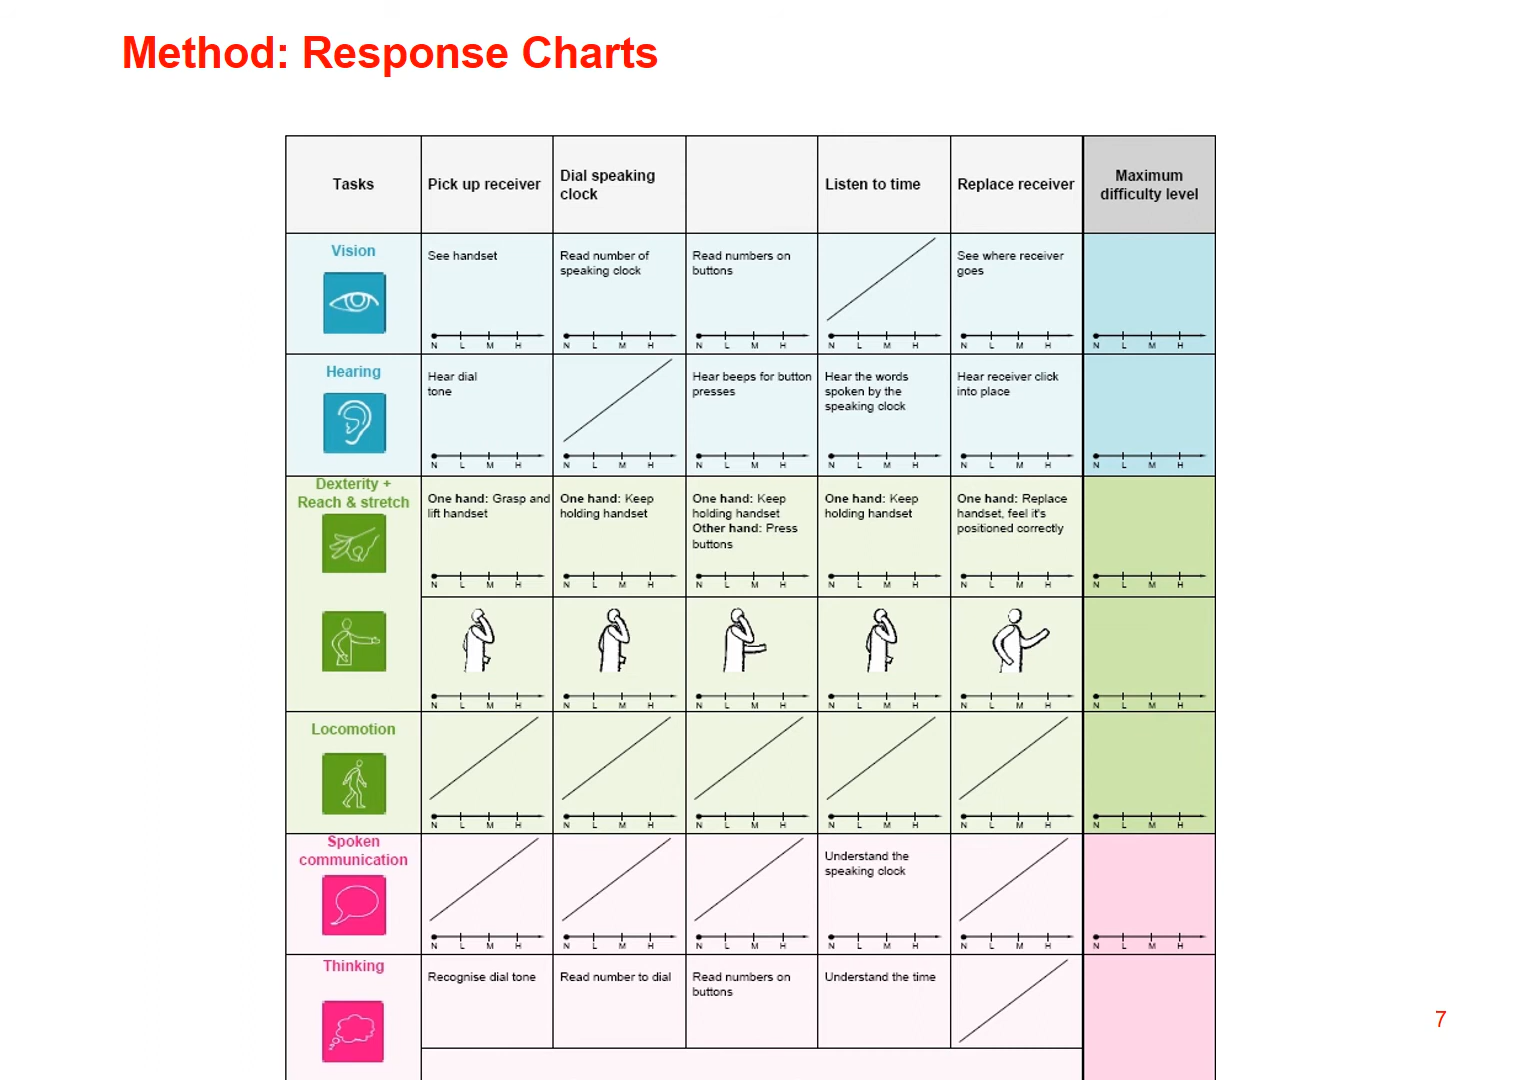 Method: Response Charts
Tasks
Pick up receiver
Dial speaking
clock
Listen to time
Replace receiver
Maximum
difficulty level
Vision
See handset
N L M H
Read number of
speaking clock
N L M H
Read numbers on
buttons
N L M H
N L M H
See where receiver
goes
N L M H
N L M H
Hearing
Hear dial
tone
N L M H
N L M H
Hear beeps for button
presses
N L M H
Hear the words
spoken by the
speaking clock
N L M H
Hear receiver click
into place
N L M H
N L M H
Dexterity +
Reach & stretch
One hand: Grasp and
lift handset
N L M H
One hand: Keep
holding handset
N L M H
One hand: Keep
holding handset
Other hand: Press
buttons
N L M H
One hand: Keep
holding handset
N L M H
One hand: Replace
handset, feel it's
positioned correctly
N L M H
N L M H
N L M H
N L M H
N L M H
N L M H
N L M H
N L M H
Locomotion
N L M H
N L M H
N L M H
N L M H
N L M H
N L M H
Spoken
communication
N L M H
N L M H
N L M H
Understand the
speaking clock
N L M H
N L M H
N L M H
Thinking
Recognise dial tone
Read number to dial
Read numbers on
buttons
Understand the time
7